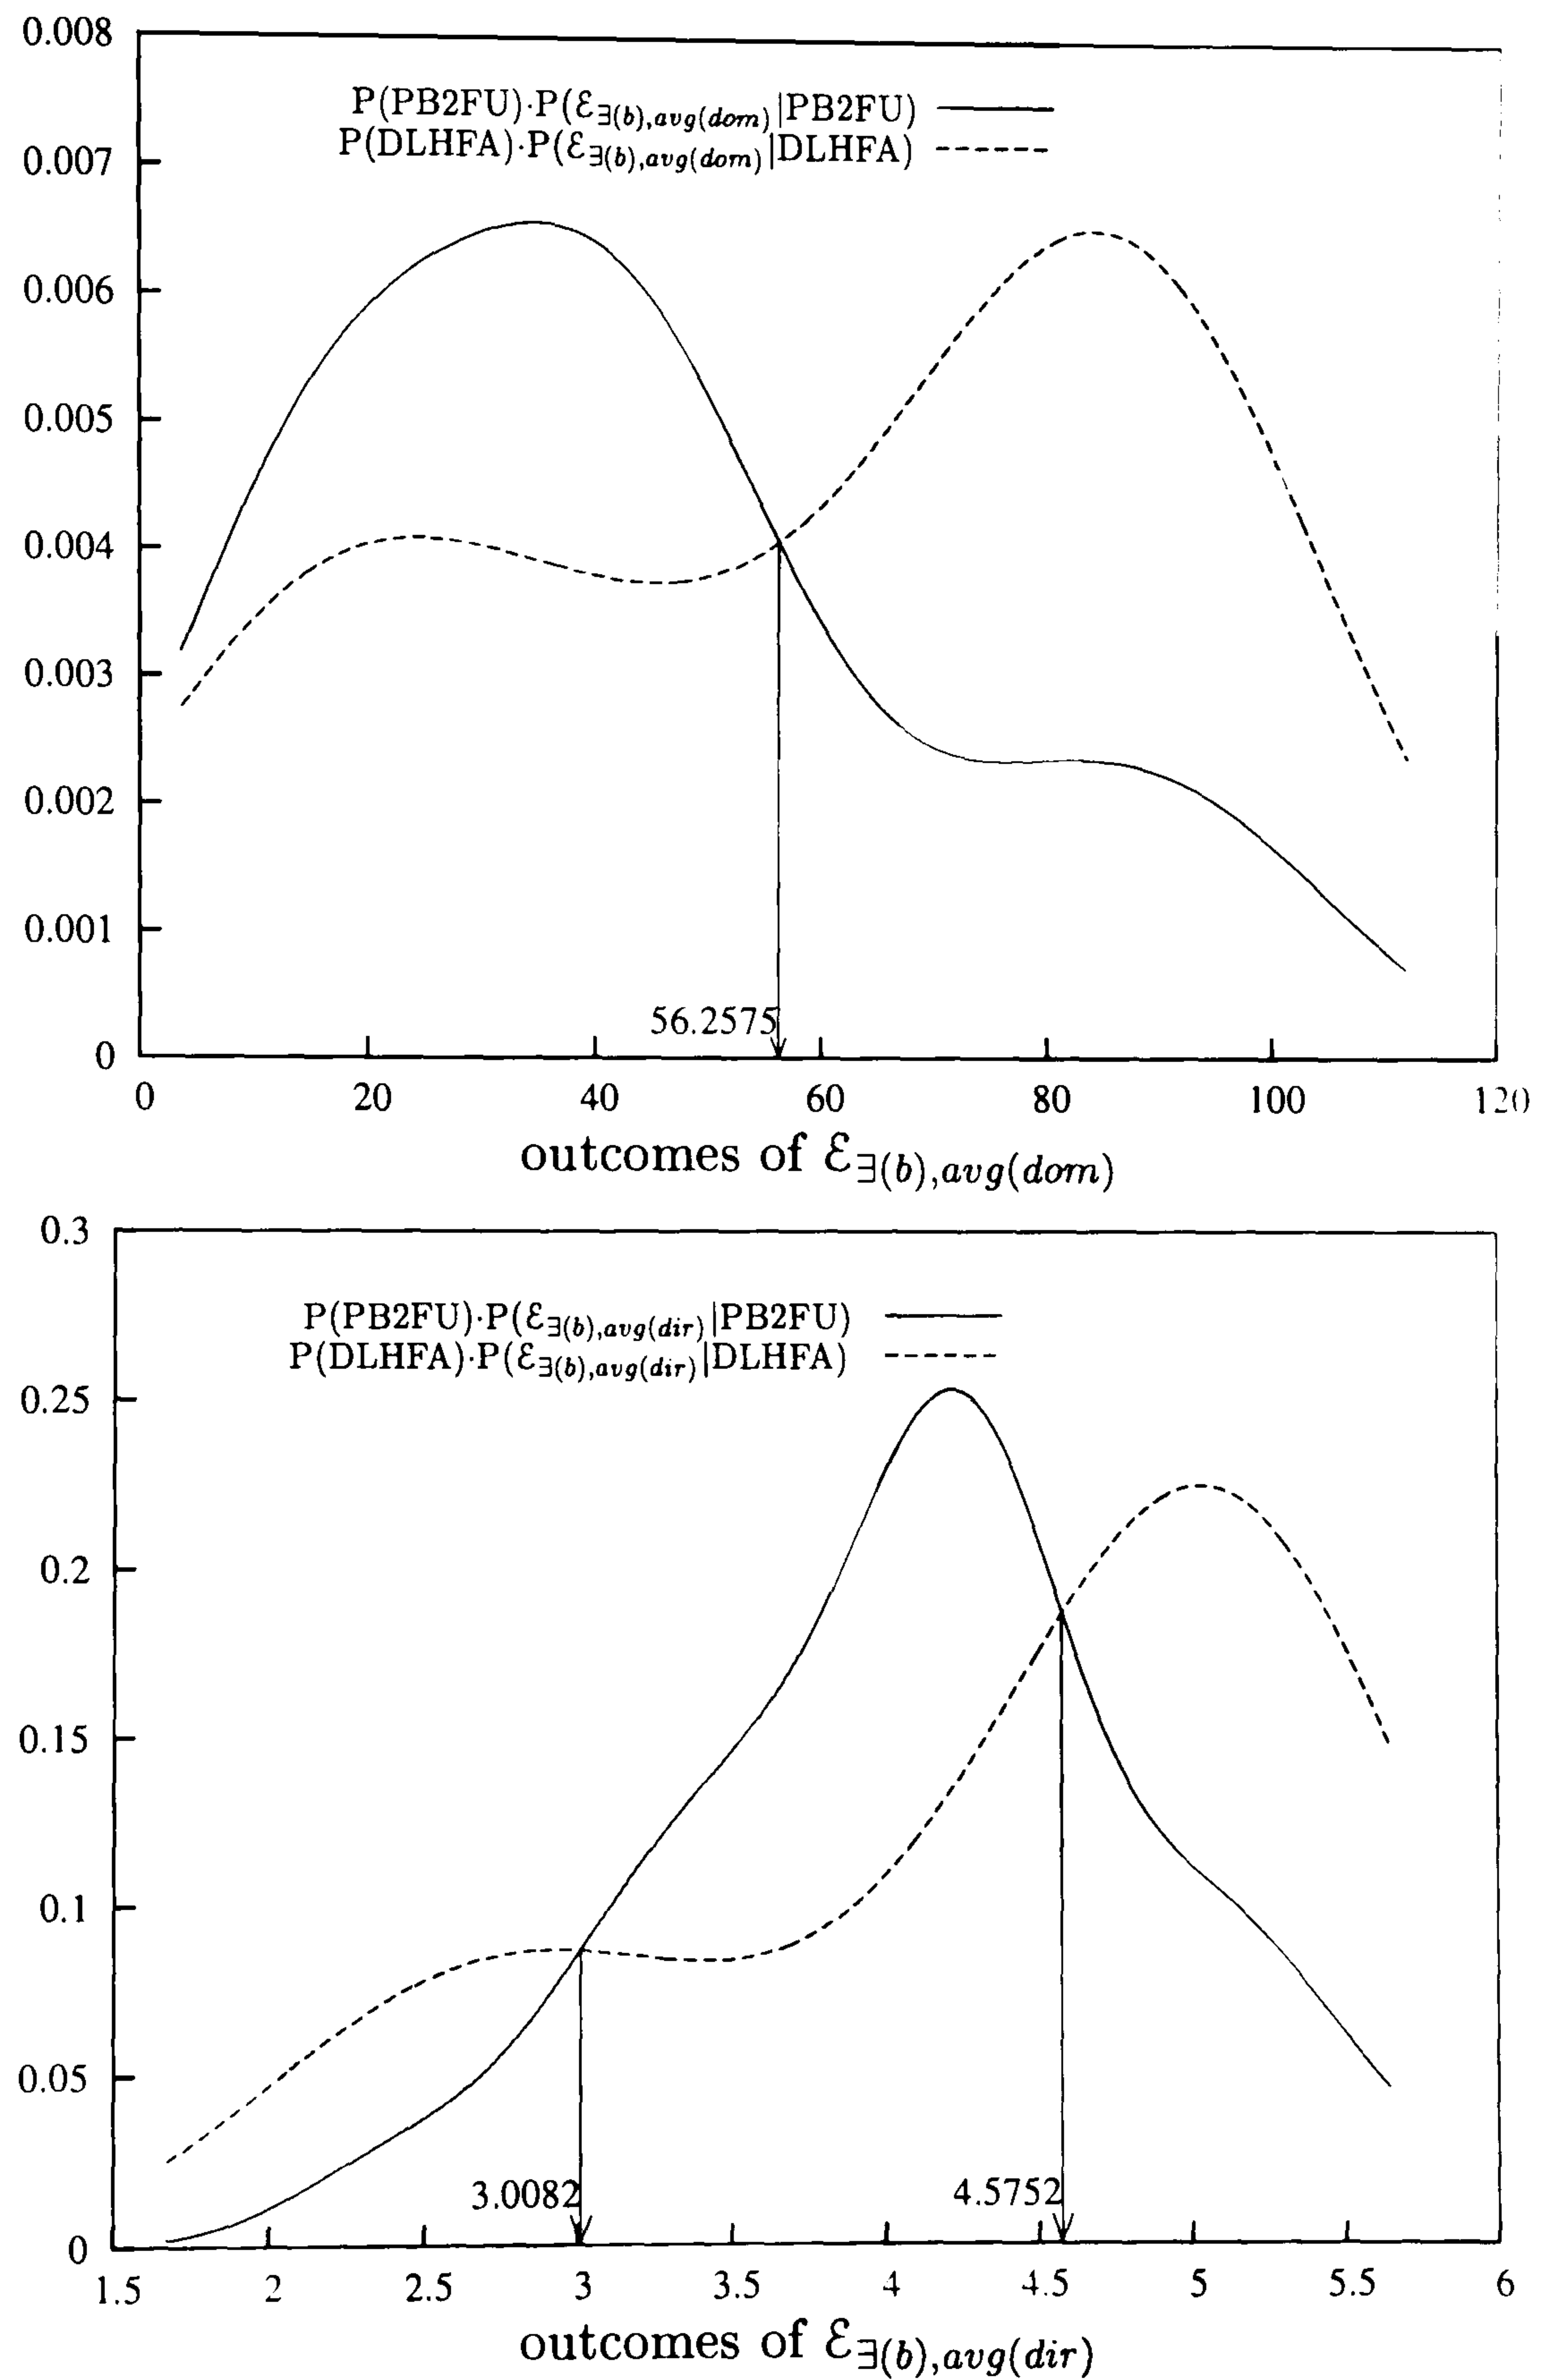 0.008
P(PB2FU)·P(ℰ∃(b),avg(dom)|PB2FU)
P(DLHFA)·P(ℰ∃(b),avg(dom)|DLHFA)
0.007
0.006
0.005
0.004
0.003
0.002
0.001
56.2575
0
0 20 40 60 80 100 120
outcomes of ℰ∃(b),avg(dom)
0.3
P(PB2FU)·P(ℰ∃(b),avg(dir)|PB2FU)
P(DLHFA)·P(ℰ∃(b),avg(dir)|DLHFA)
0.25
0.2
0.15
0.1
0.05
3.0082 4.5752
0
1.5 2 2.5 3 3.5 4 4.5 5 5.5 6
outcomes of ℰ∃(b),avg(dir)